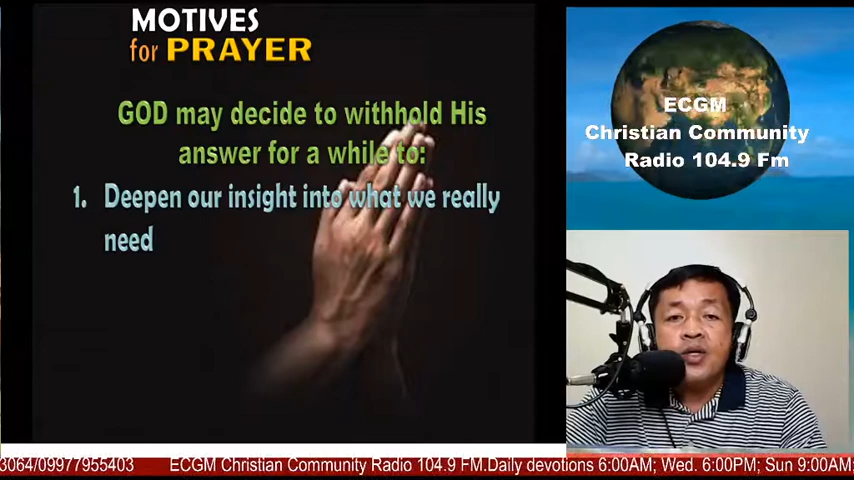 MOTIVES
for PRAYER
GOD may decide to withhold His
answer for a while to:
1. Deepen our insight into what we really
need
ECGM
Christian Community
Radio 104.9 Fm
3064/09977955403 ECGM Christian Community Radio 104.9 FM.Daily devotions 6:00AM; Wed. 6:00PM; Sun 9:00AM;